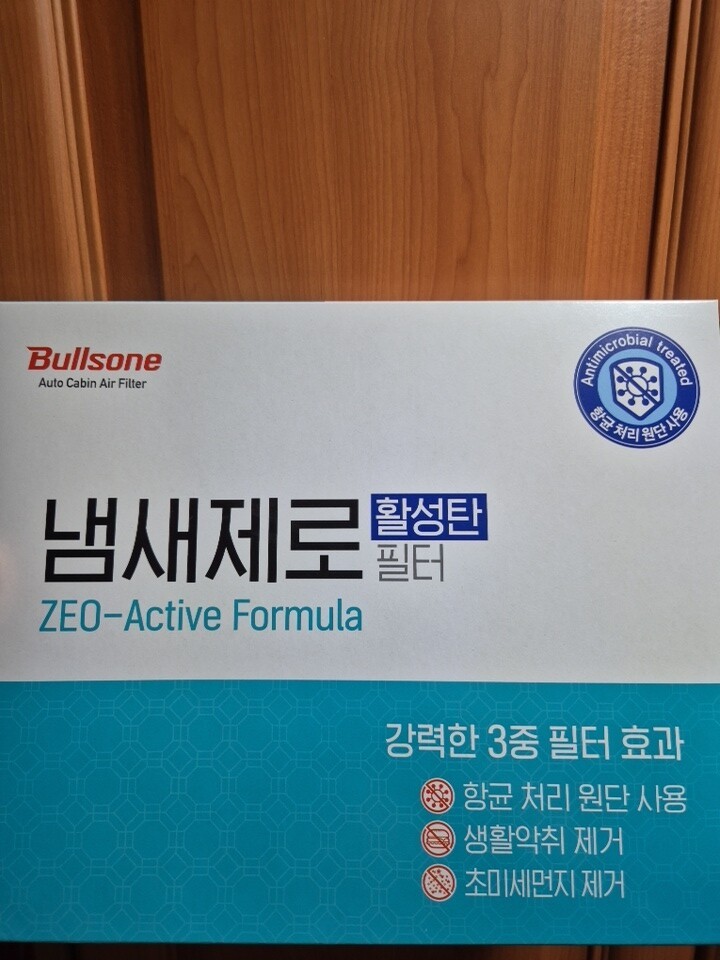 Bullsone
Auto Cabin Air Filter
Antimicrobial treated
항균 처리 원단 사용
냄새제로 활성탄
필터
ZEO-Active Formula
강력한 3중 필터 효과
항균 처리 원단 사용
생활악취 제거
초미세먼지 제거